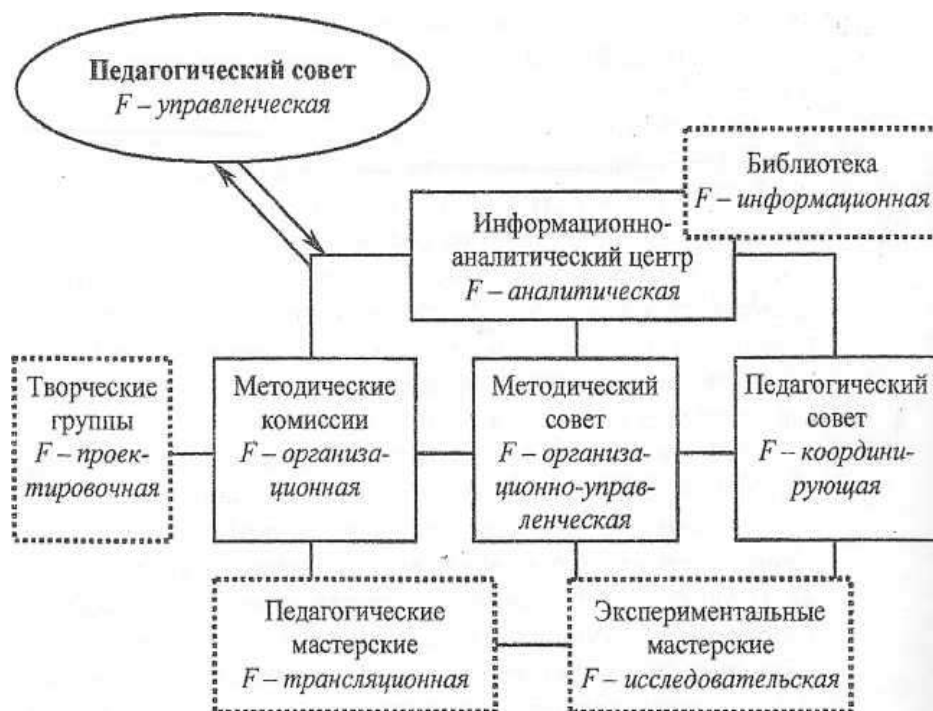 Педагогический совет
F – управленческая
Библиотека
F – информационная
Информационно-
аналитический центр
F – аналитическая
Творческие
группы
F – проек-
тировочная
Методические
комиссии
F – организа-
ционная
Методический
совет
F – организа-
ционно-управ-
ленческая
Педагогический
совет
F – координи-
рующая
Педагогические
мастерские
F – трансляционная
Экспериментальные
мастерские
F – исследовательская